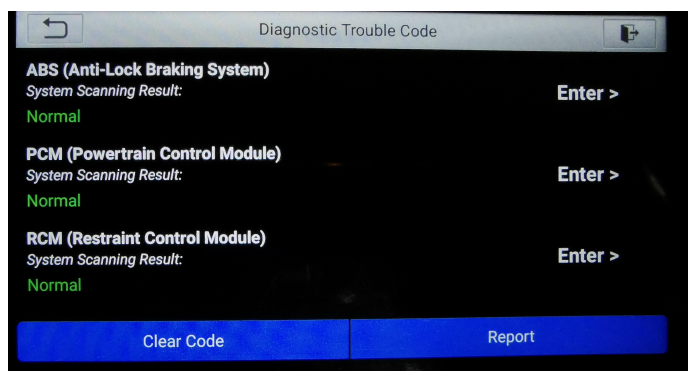 Diagnostic Trouble Code
ABS (Anti-Lock Braking System)
System Scanning Result:
Enter >
Normal
PCM (Powertrain Control Module)
System Scanning Result:
Enter >
Normal
RCM (Restraint Control Module)
System Scanning Result:
Enter >
Normal
Clear Code
Report